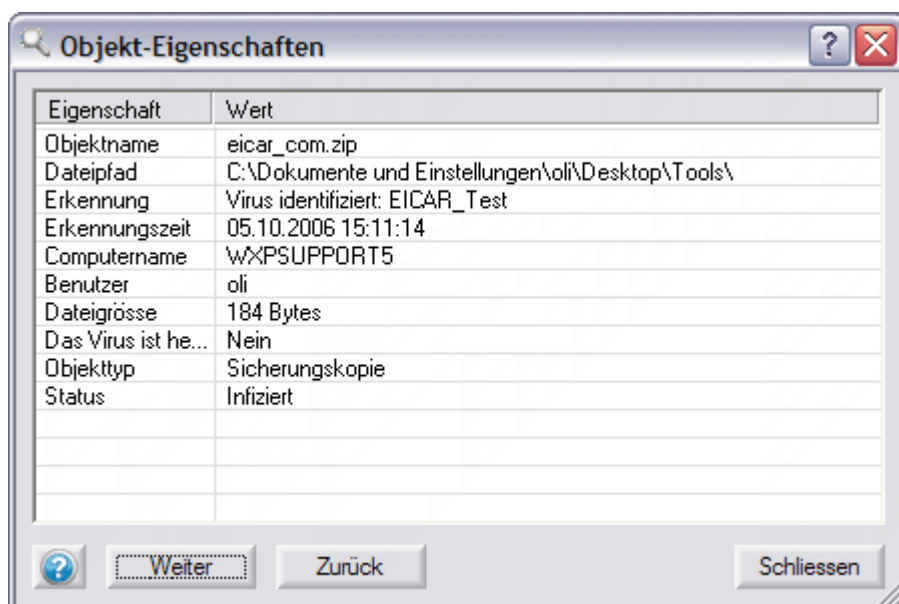 Objekt-Eigenschaften
Eigenschaft Wert
Objektname eicar_com.zip
Dateipfad C:\Dokumente und Einstellungen\oli\Desktop\Tools\
Erkennung Virus identifiziert: EICAR_Test
Erkennungszeit 05.10.2006 15:11:14
Computername WXPSUPPORT5
Benutzer oli
Dateigrösse 184 Bytes
Das Virus ist he... Nein
Objekttyp Sicherungskopie
Status Infiziert
Weiter Zurück Schliessen